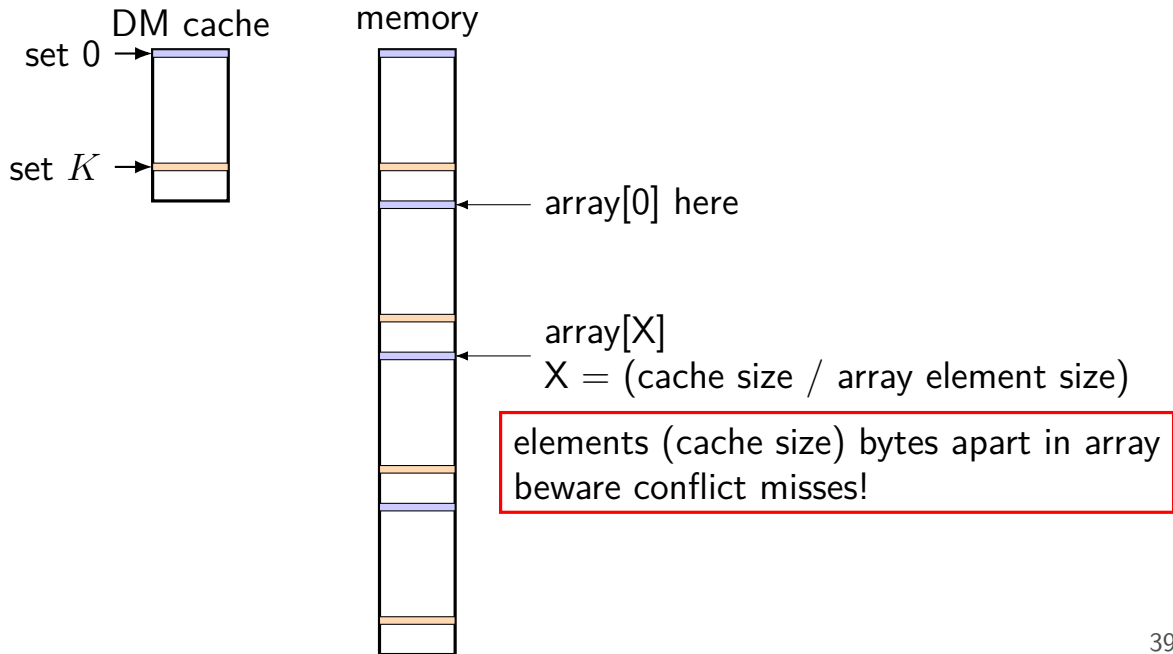 DM cache
memory
set 0
set K
array[0] here
array[X]
X = (cache size / array element size)
elements (cache size) bytes apart in array
beware conflict misses!
39